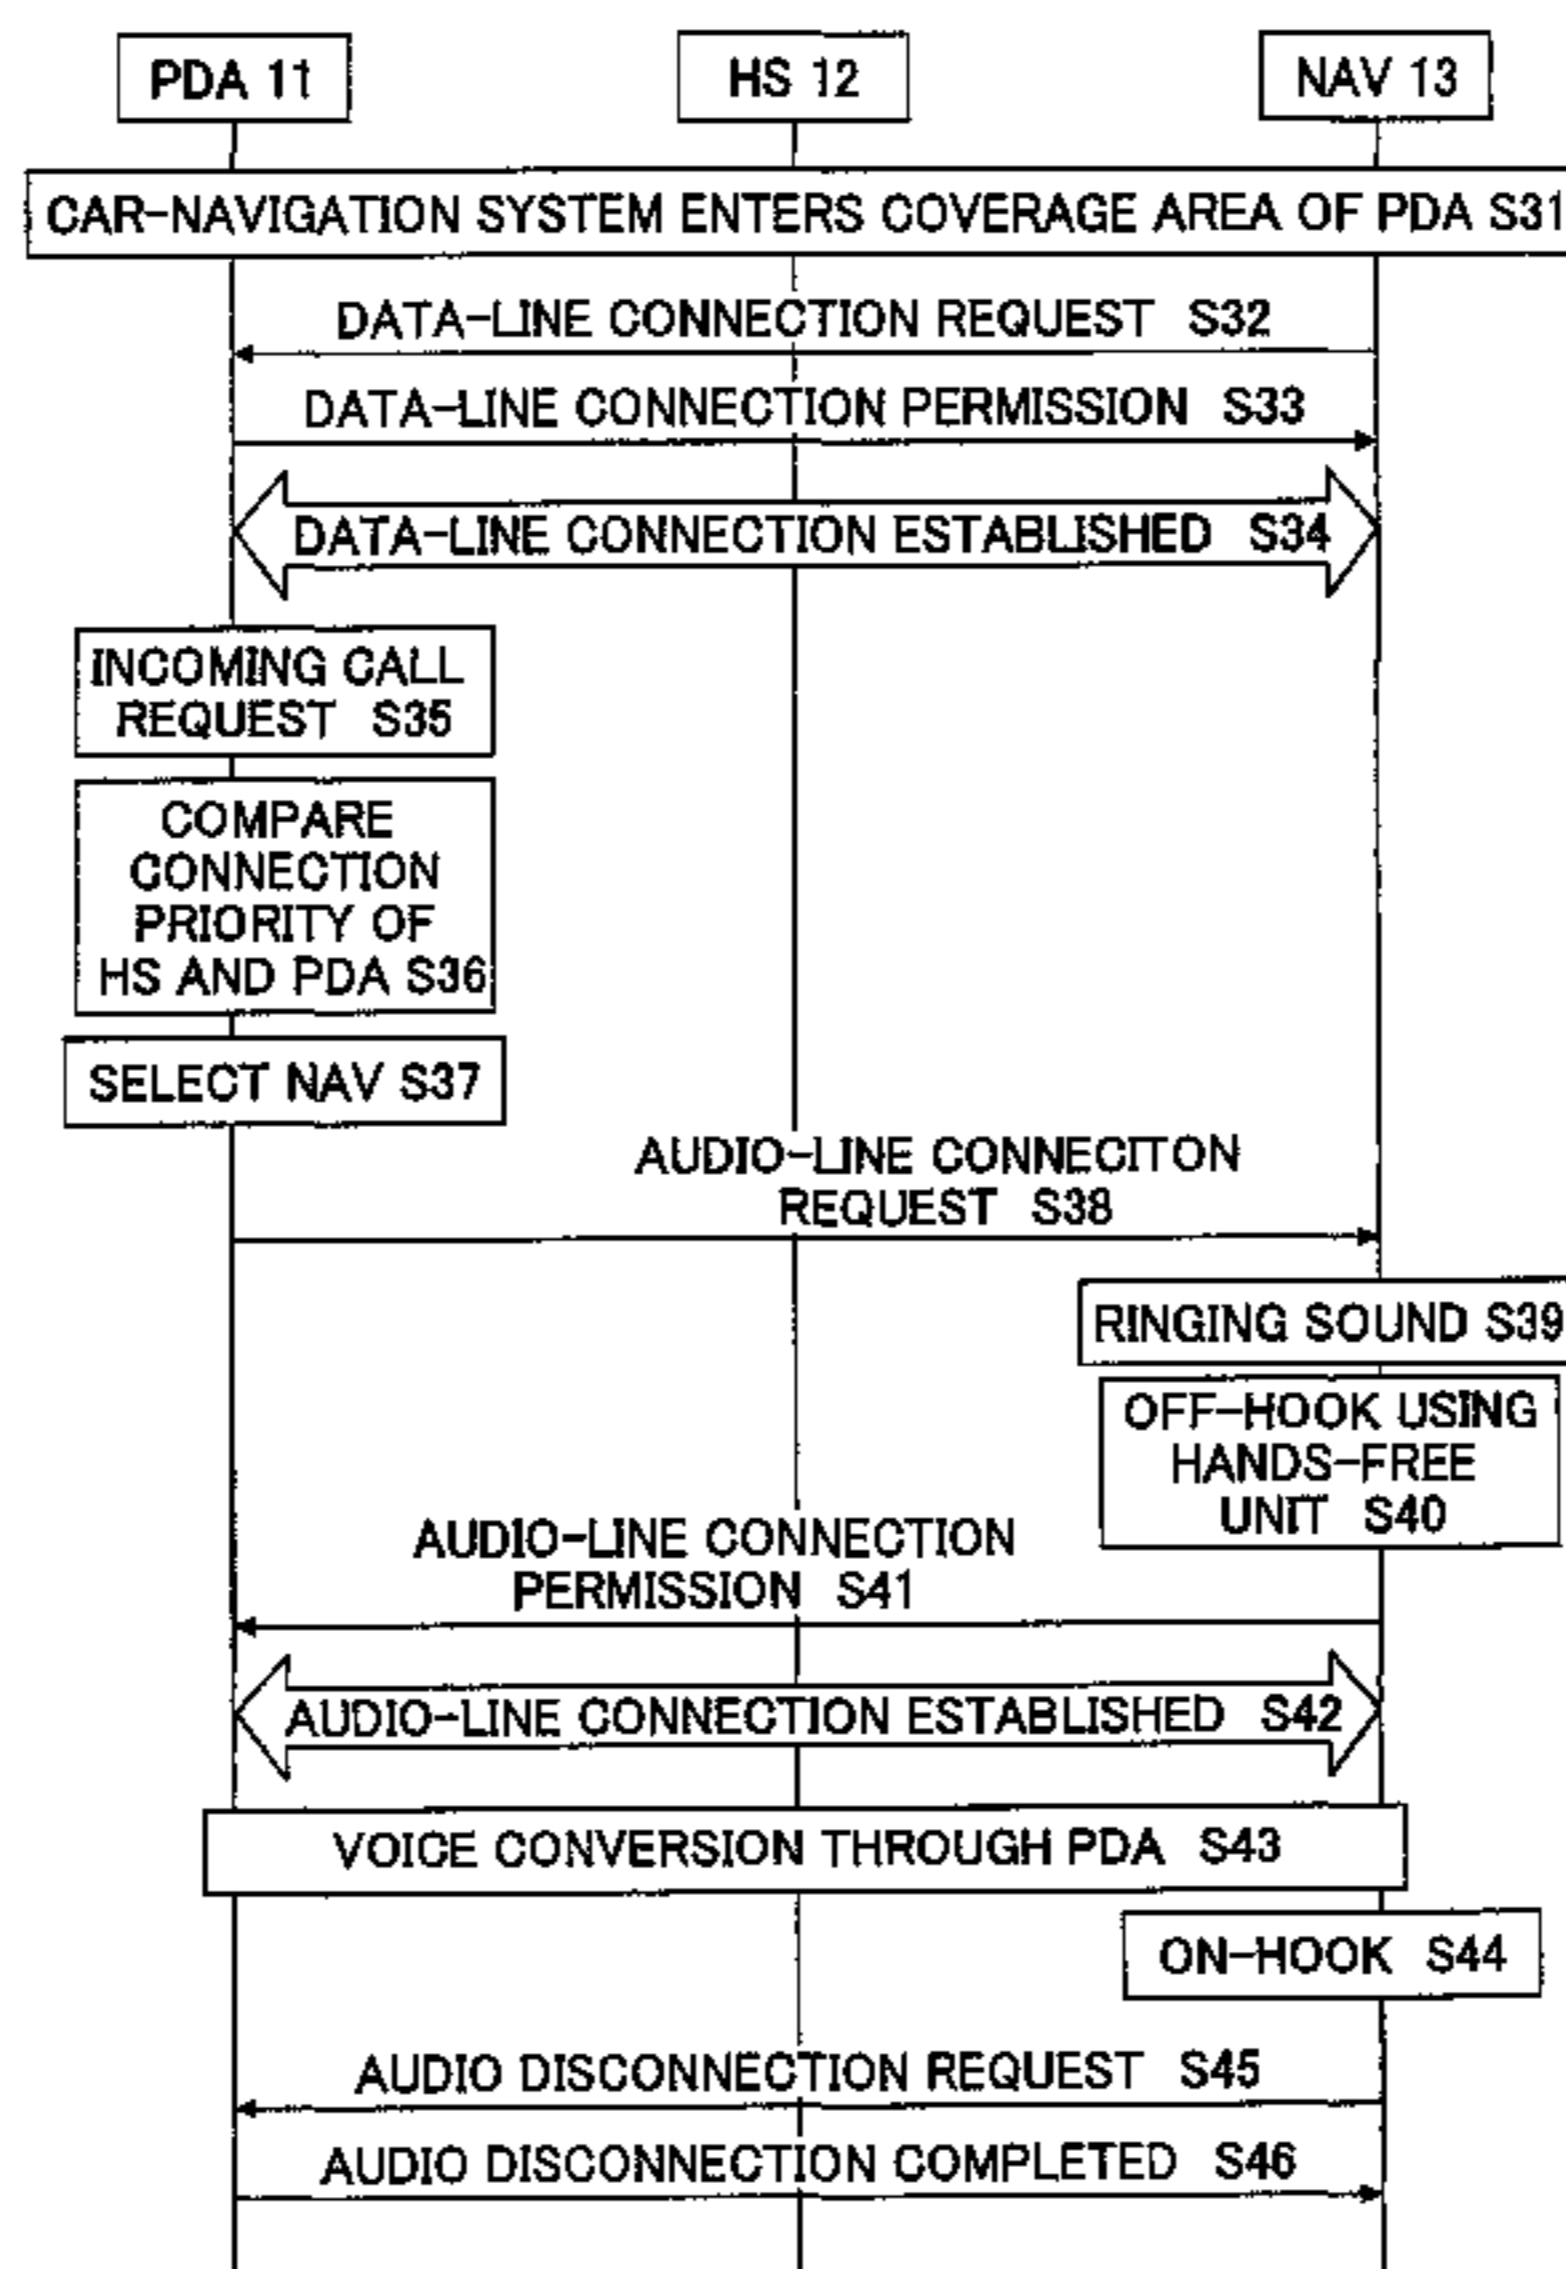 PDA 11
HS 12
NAV 13
CAR-NAVIGATION SYSTEM ENTERS COVERAGE AREA OF PDA S31
DATA-LINE CONNECTION REQUEST S32
DATA-LINE CONNECTION PERMISSION S33
DATA-LINE CONNECTION ESTABLISHED S34
INCOMING CALL
REQUEST S35
COMPARE
CONNECTION
PRIORITY OF
HS AND PDA S36
SELECT NAV S37
AUDIO-LINE CONNECITON
REQUEST S38
RINGING SOUND S39
OFF-HOOK USING
HANDS-FREE
UNIT S40
AUDIO-LINE CONNECTION
PERMISSION S41
AUDIO-LINE CONNECTION ESTABLISHED S42
VOICE CONVERSION THROUGH PDA S43
ON-HOOK S44
AUDIO DISCONNECTION REQUEST S45
AUDIO DISCONNECTION COMPLETED S46